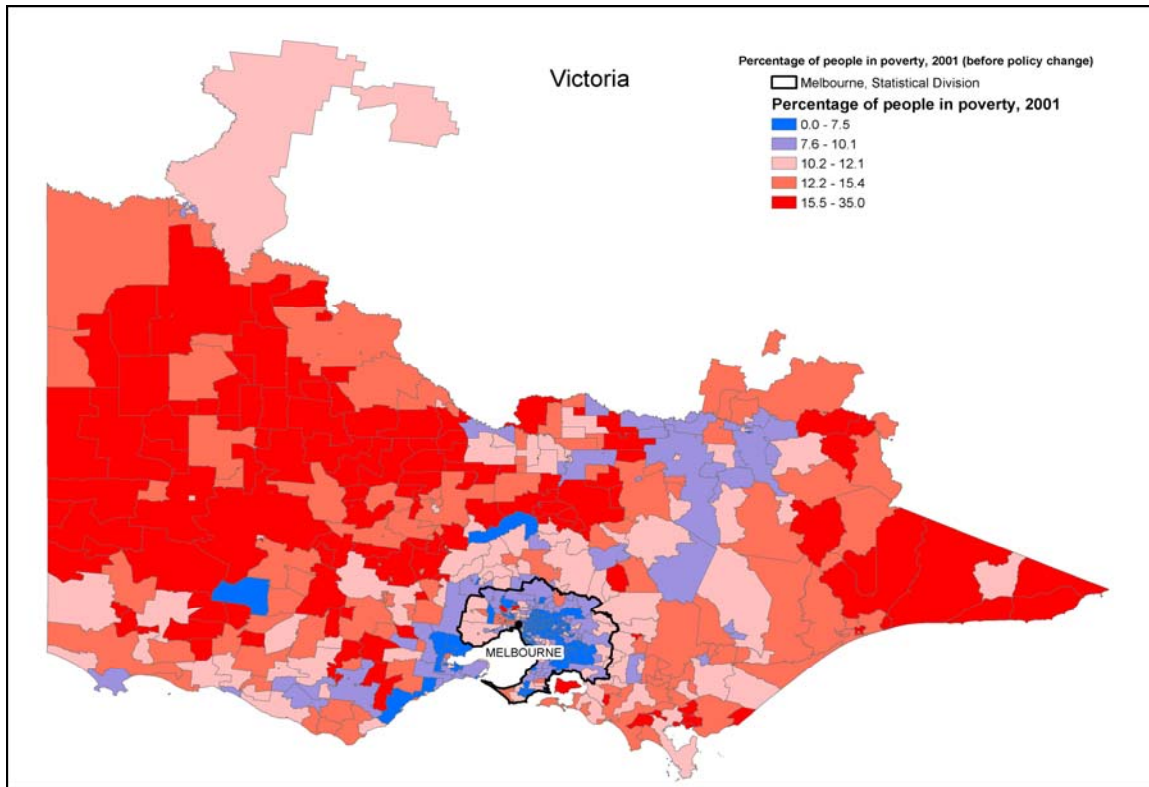 Victoria
Percentage of people in poverty, 2001 (before policy change)
Melbourne, Statistical Division
Percentage of people in poverty, 2001
0.0 - 7.5
7.6 - 10.1
10.2 - 12.1
12.2 - 15.4
15.5 - 35.0
MELBOURNE